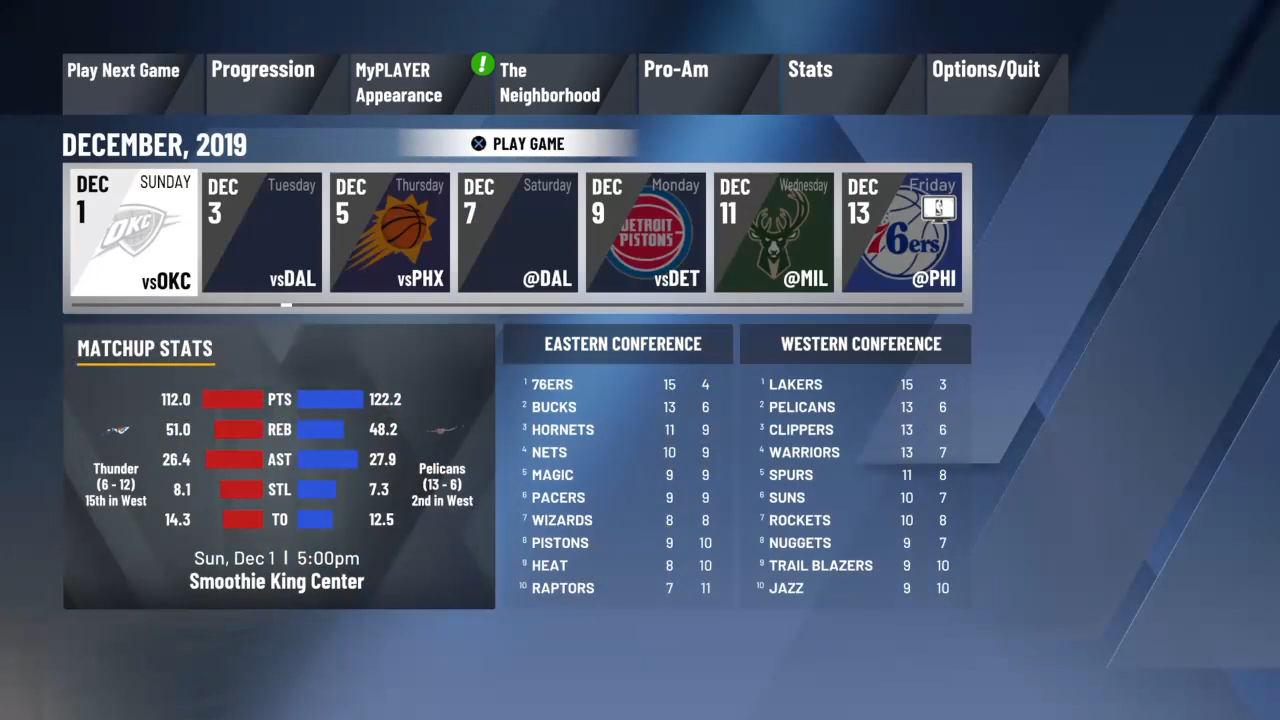 Play Next Game
Progression
MyPLAYER
Appearance
!
The
Neighborhood
Pro-Am
Stats
Options/Quit
DECEMBER, 2019
PLAY GAME
DEC SUNDAY
1
OKC
vsOKC
DEC Tuesday
3
vsDAL
DEC Thursday
5
vsPHX
DEC Saturday
7
@DAL
DEC Monday
9
DETROIT
PISTONS
vsDET
DEC Wednesday
11
@MIL
DEC Friday
13
76ers
@PHI
MATCHUP STATS
112.0 PTS 122.2
51.0 REB 48.2
26.4 AST 27.9
8.1 STL 7.3
14.3 TO 12.5
Thunder
(6 - 12)
15th in West
Pelicans
(13 - 6)
2nd in West
Sun, Dec 1 | 5:00pm
Smoothie King Center
EASTERN CONFERENCE
1 76ERS 15 4
2 BUCKS 13 6
3 HORNETS 11 9
4 NETS 10 9
5 MAGIC 9 9
6 PACERS 9 9
7 WIZARDS 8 8
8 PISTONS 9 10
9 HEAT 8 10
10 RAPTORS 7 11
WESTERN CONFERENCE
1 LAKERS 15 3
2 PELICANS 13 6
3 CLIPPERS 13 6
4 WARRIORS 13 7
5 SPURS 11 8
6 SUNS 10 7
7 ROCKETS 10 8
8 NUGGETS 9 7
9 TRAIL BLAZERS 9 10
10 JAZZ 9 10